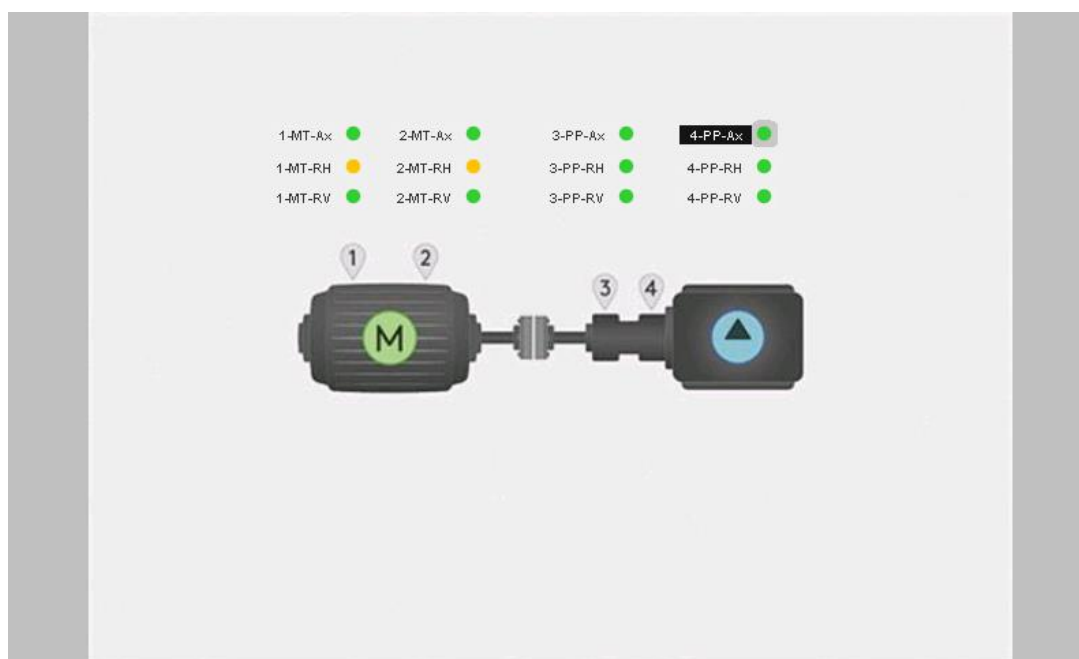 1-MT-Ax 2-MT-Ax 3-PP-Ax 4-PP-Ax
1-MT-RH 2-MT-RH 3-PP-RH 4-PP-RH
1-MT-RV 2-MT-RV 3-PP-RV 4-PP-RV
1 2
3 4
M